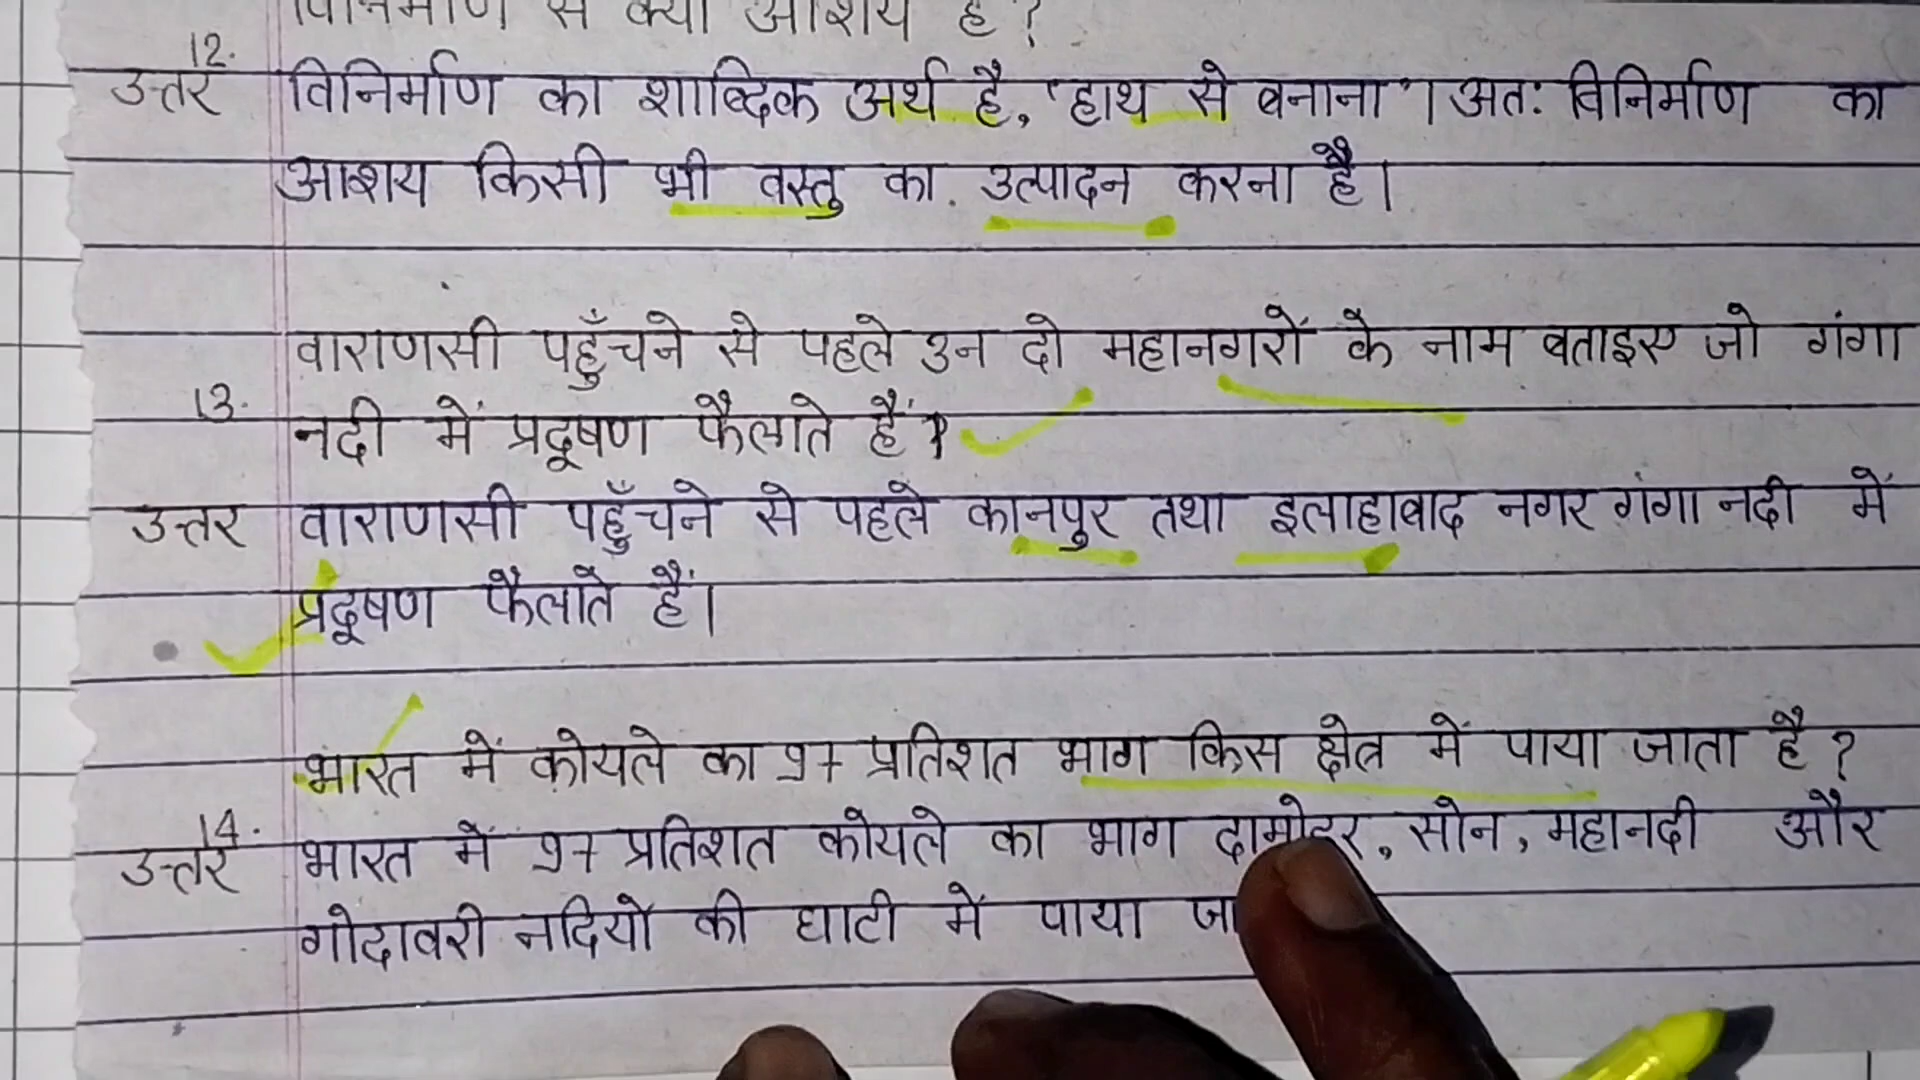 विनिर्माण से क्या आशय है?
12.
उत्तर विनिर्माण का शाब्दिक अर्थ है, 'हाथ से बनाना'। अतः विनिर्माण का
आशय किसी भी वस्तु का उत्पादन करना है।
वाराणसी पहुँचने से पहले उन दो महानगरों के नाम बताइए जो गंगा
13.
नदी में प्रदूषण फैलाते हैं?
उत्तर वाराणसी पहुँचने से पहले कानपुर तथा इलाहाबाद नगर गंगा नदी में
प्रदूषण फैलाते हैं।
भारत में कोयले का 97 प्रतिशत भाग किस क्षेत्र में पाया जाता है?
14.
उत्तर भारत में 97 प्रतिशत कोयले का भाग दामोदर, सोन, महानदी और
गोदावरी नदियों की घाटी में पाया जा